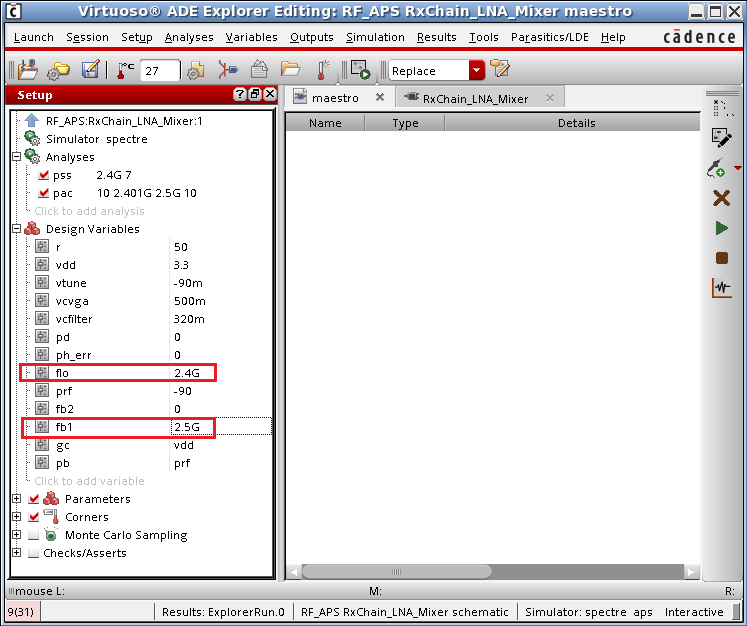 Virtuoso® ADE Explorer Editing: RF_APS RxChain_LNA_Mixer maestro
Launch Session Setup Analyses Variables Outputs Simulation Results Tools Parasitics/LDE Help cādence
27 Replace
Setup
maestro RxChain_LNA_Mixer
Name Type Details
RF_APS:RxChain_LNA_Mixer:1
Simulator spectre
Analyses
pss 2.4G 7
pac 10 2.401G 2.5G 10
Click to add analysis
Design Variables
r 50
vdd 3.3
vtune -90m
vcvga 500m
vcfilter 320m
pd 0
ph_err 0
flo 2.4G
prf -90
fb2 0
fb1 2.5G
gc vdd
pb prf
Click to add variable
Parameters
Corners
Monte Carlo Sampling
Checks/Asserts
mouse L: M: R:
9(31) Results: ExplorerRun.0 RF_APS RxChain_LNA_Mixer schematic Simulator: spectre aps Interactive